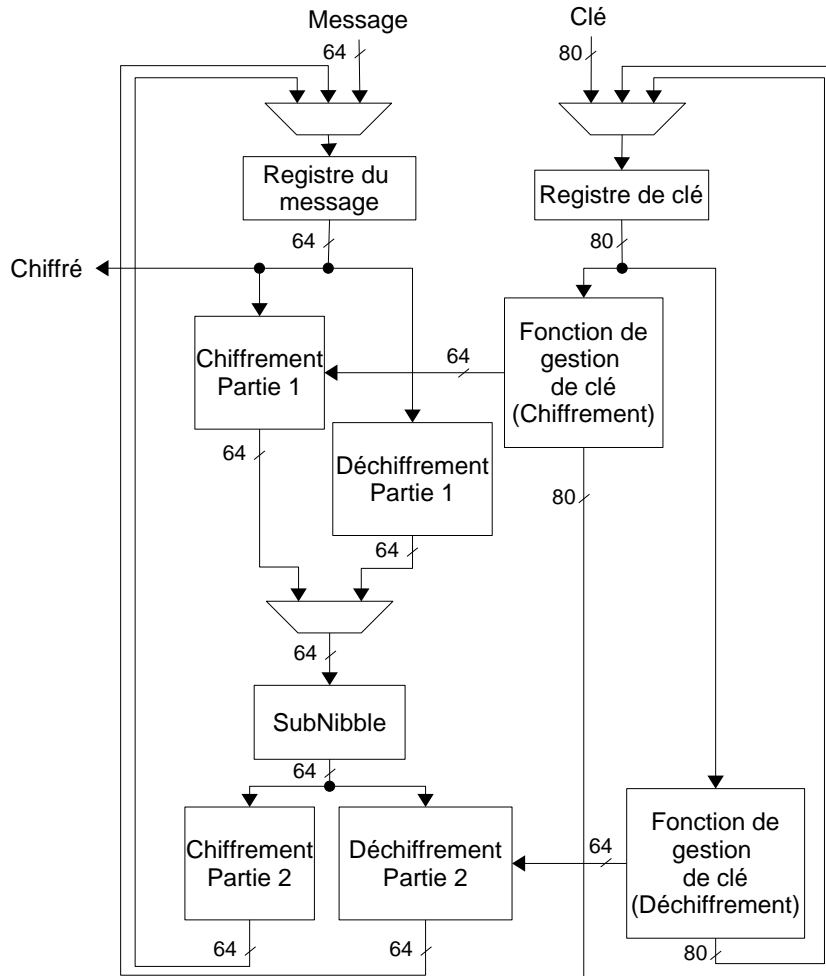 Message
Clé
64
80
Registre du
message
Registre de clé
64
80
Chiffré
Chiffrement
Partie 1
64
Fonction de
gestion
de clé
(Chiffrement)
64
Déchiffrement
Partie 1
80
64
64
SubNibble
64
Chiffrement
Partie 2
Déchiffrement
Partie 2
64
Fonction de
gestion
de clé
(Déchiffrement)
64
64
80